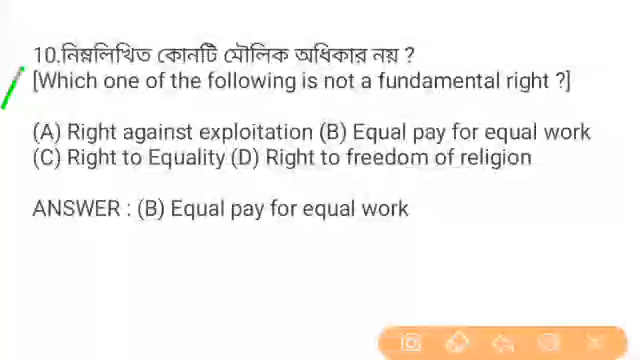 10.নিম্নলিখিত কোনটি মৌলিক অধিকার নয় ?
[Which one of the following is not a fundamental right ?]
(A) Right against exploitation (B) Equal pay for equal work
(C) Right to Equality (D) Right to freedom of religion
ANSWER : (B) Equal pay for equal work